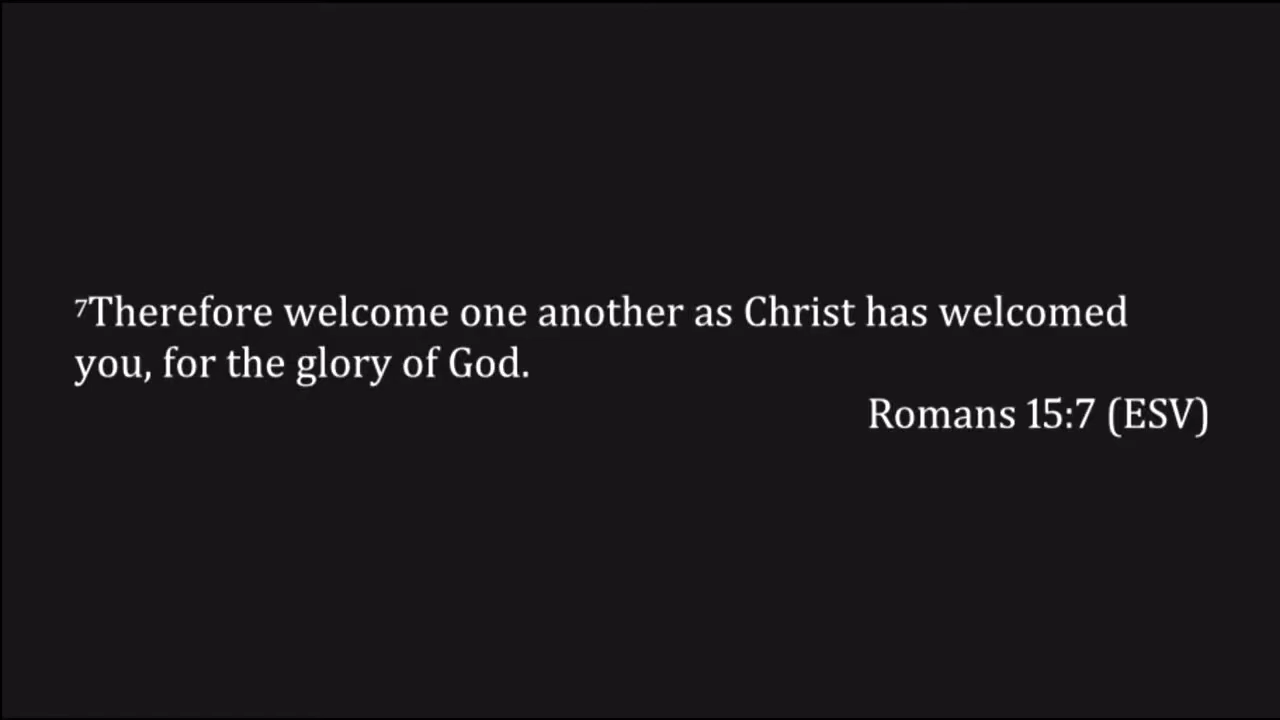 ⁷Therefore welcome one another as Christ has welcomed
you, for the glory of God.
Romans 15:7 (ESV)